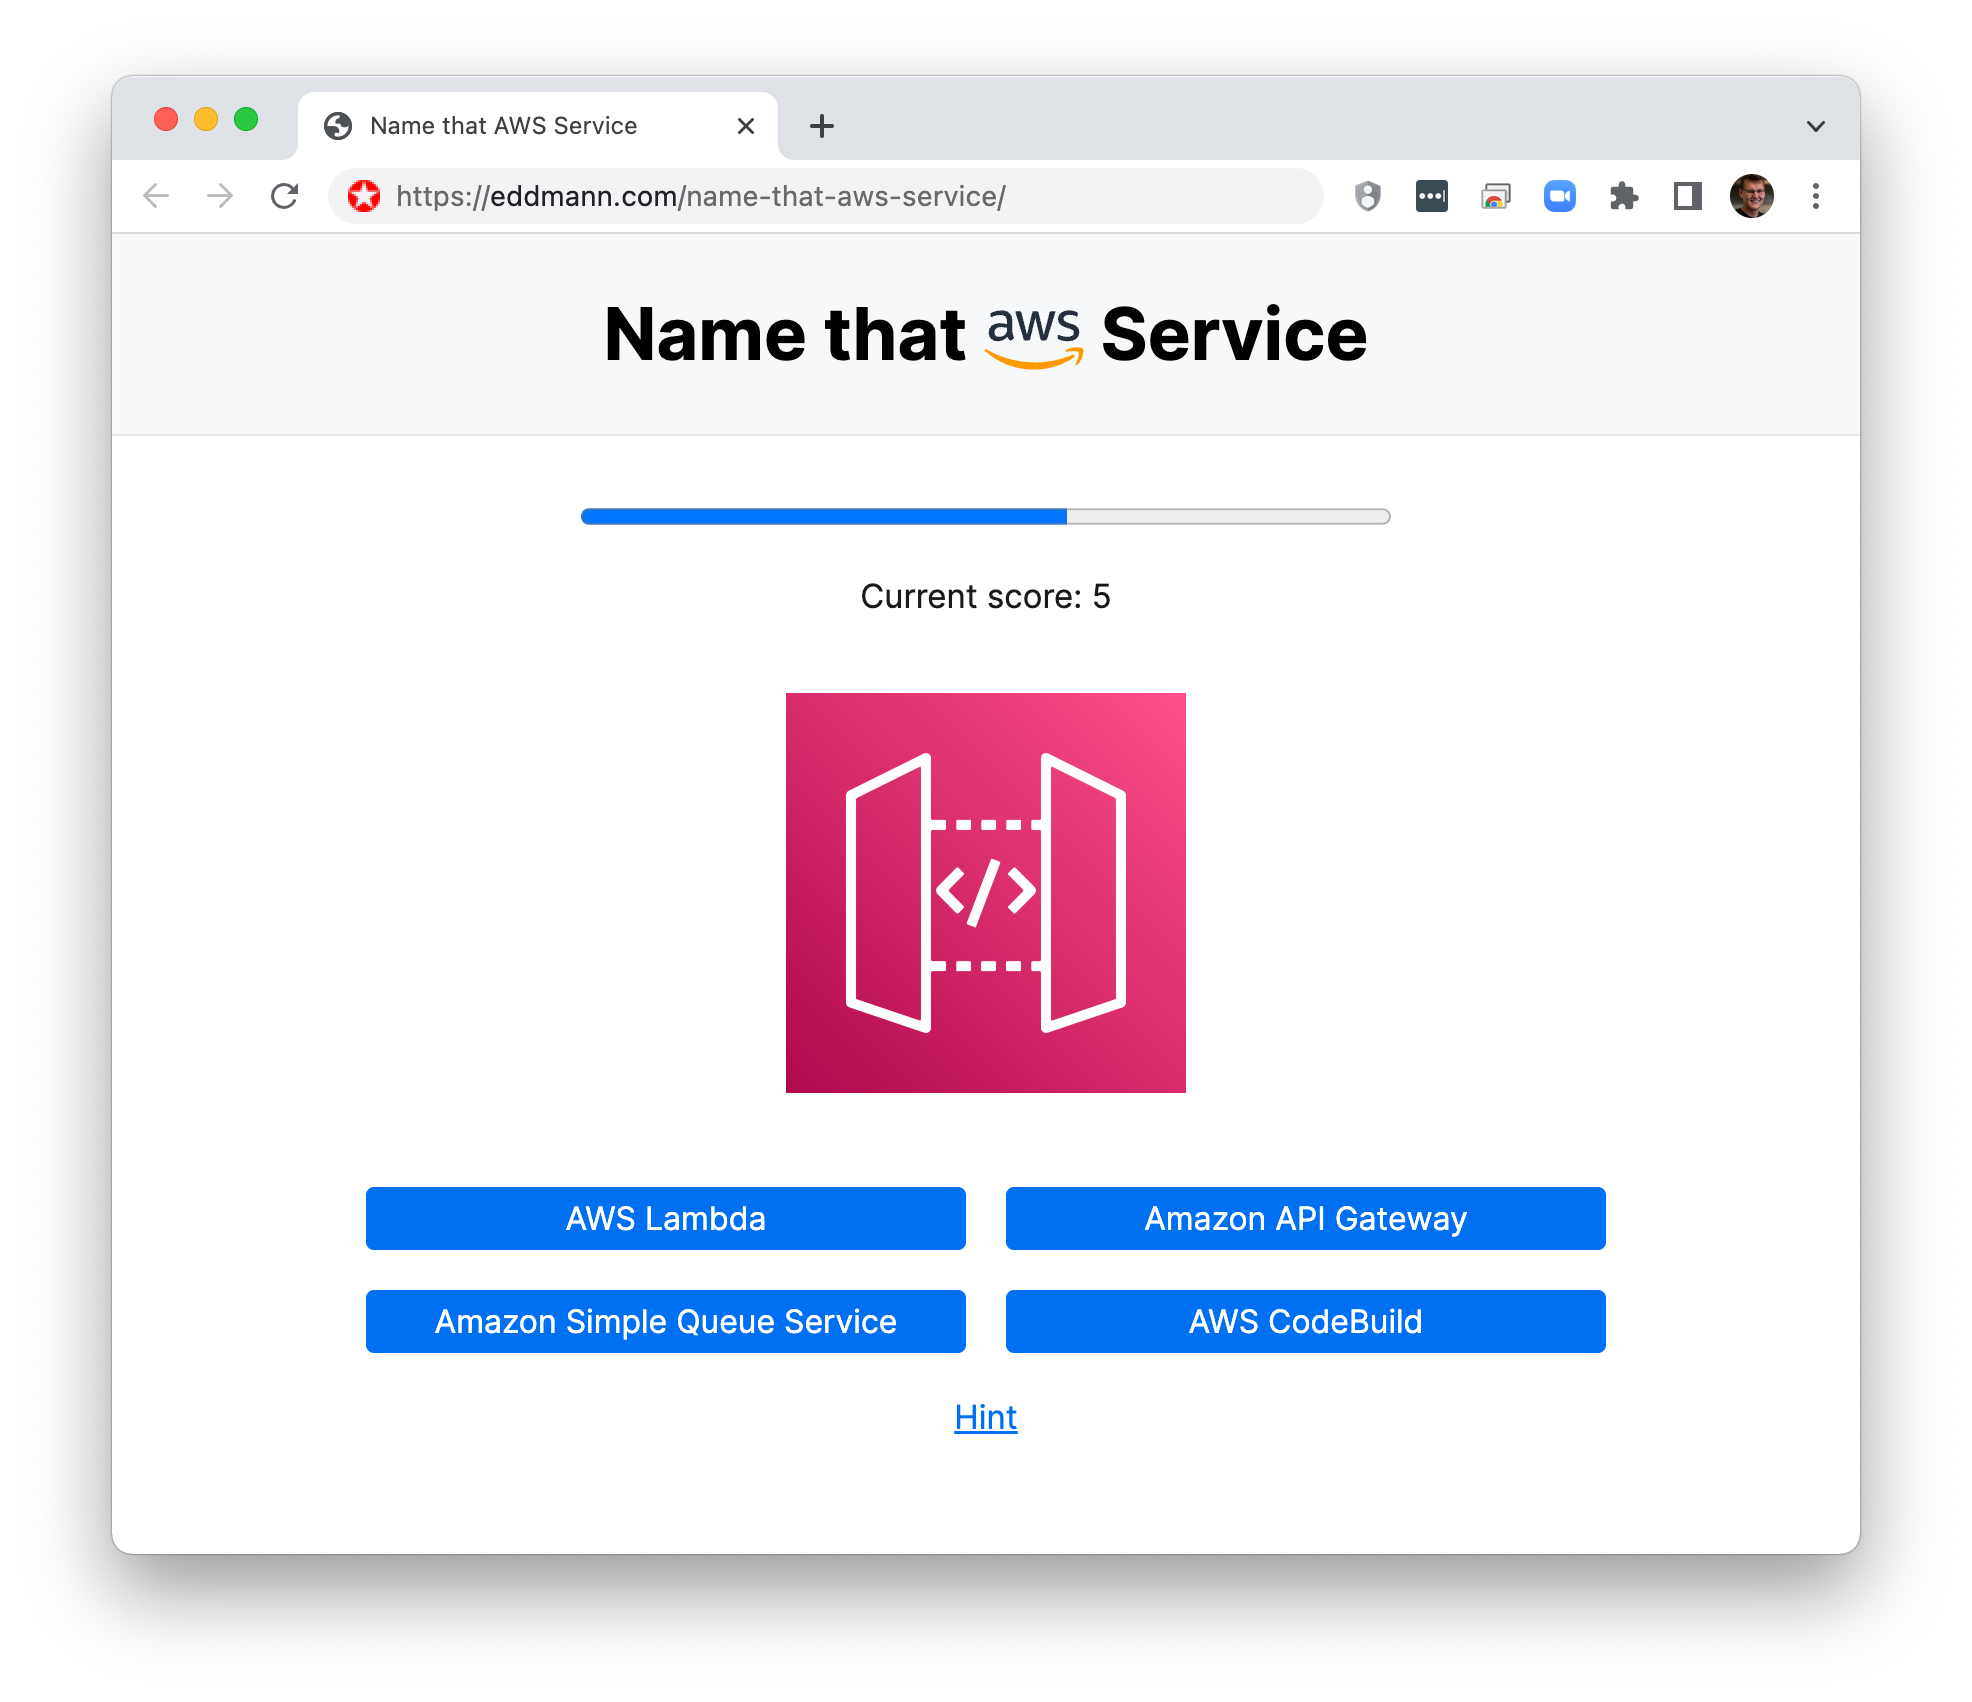 Name that AWS Service
https://eddmann.com/name-that-aws-service/
Name that aws Service
Current score: 5
</>
AWS Lambda
Amazon API Gateway
Amazon Simple Queue Service
AWS CodeBuild
Hint